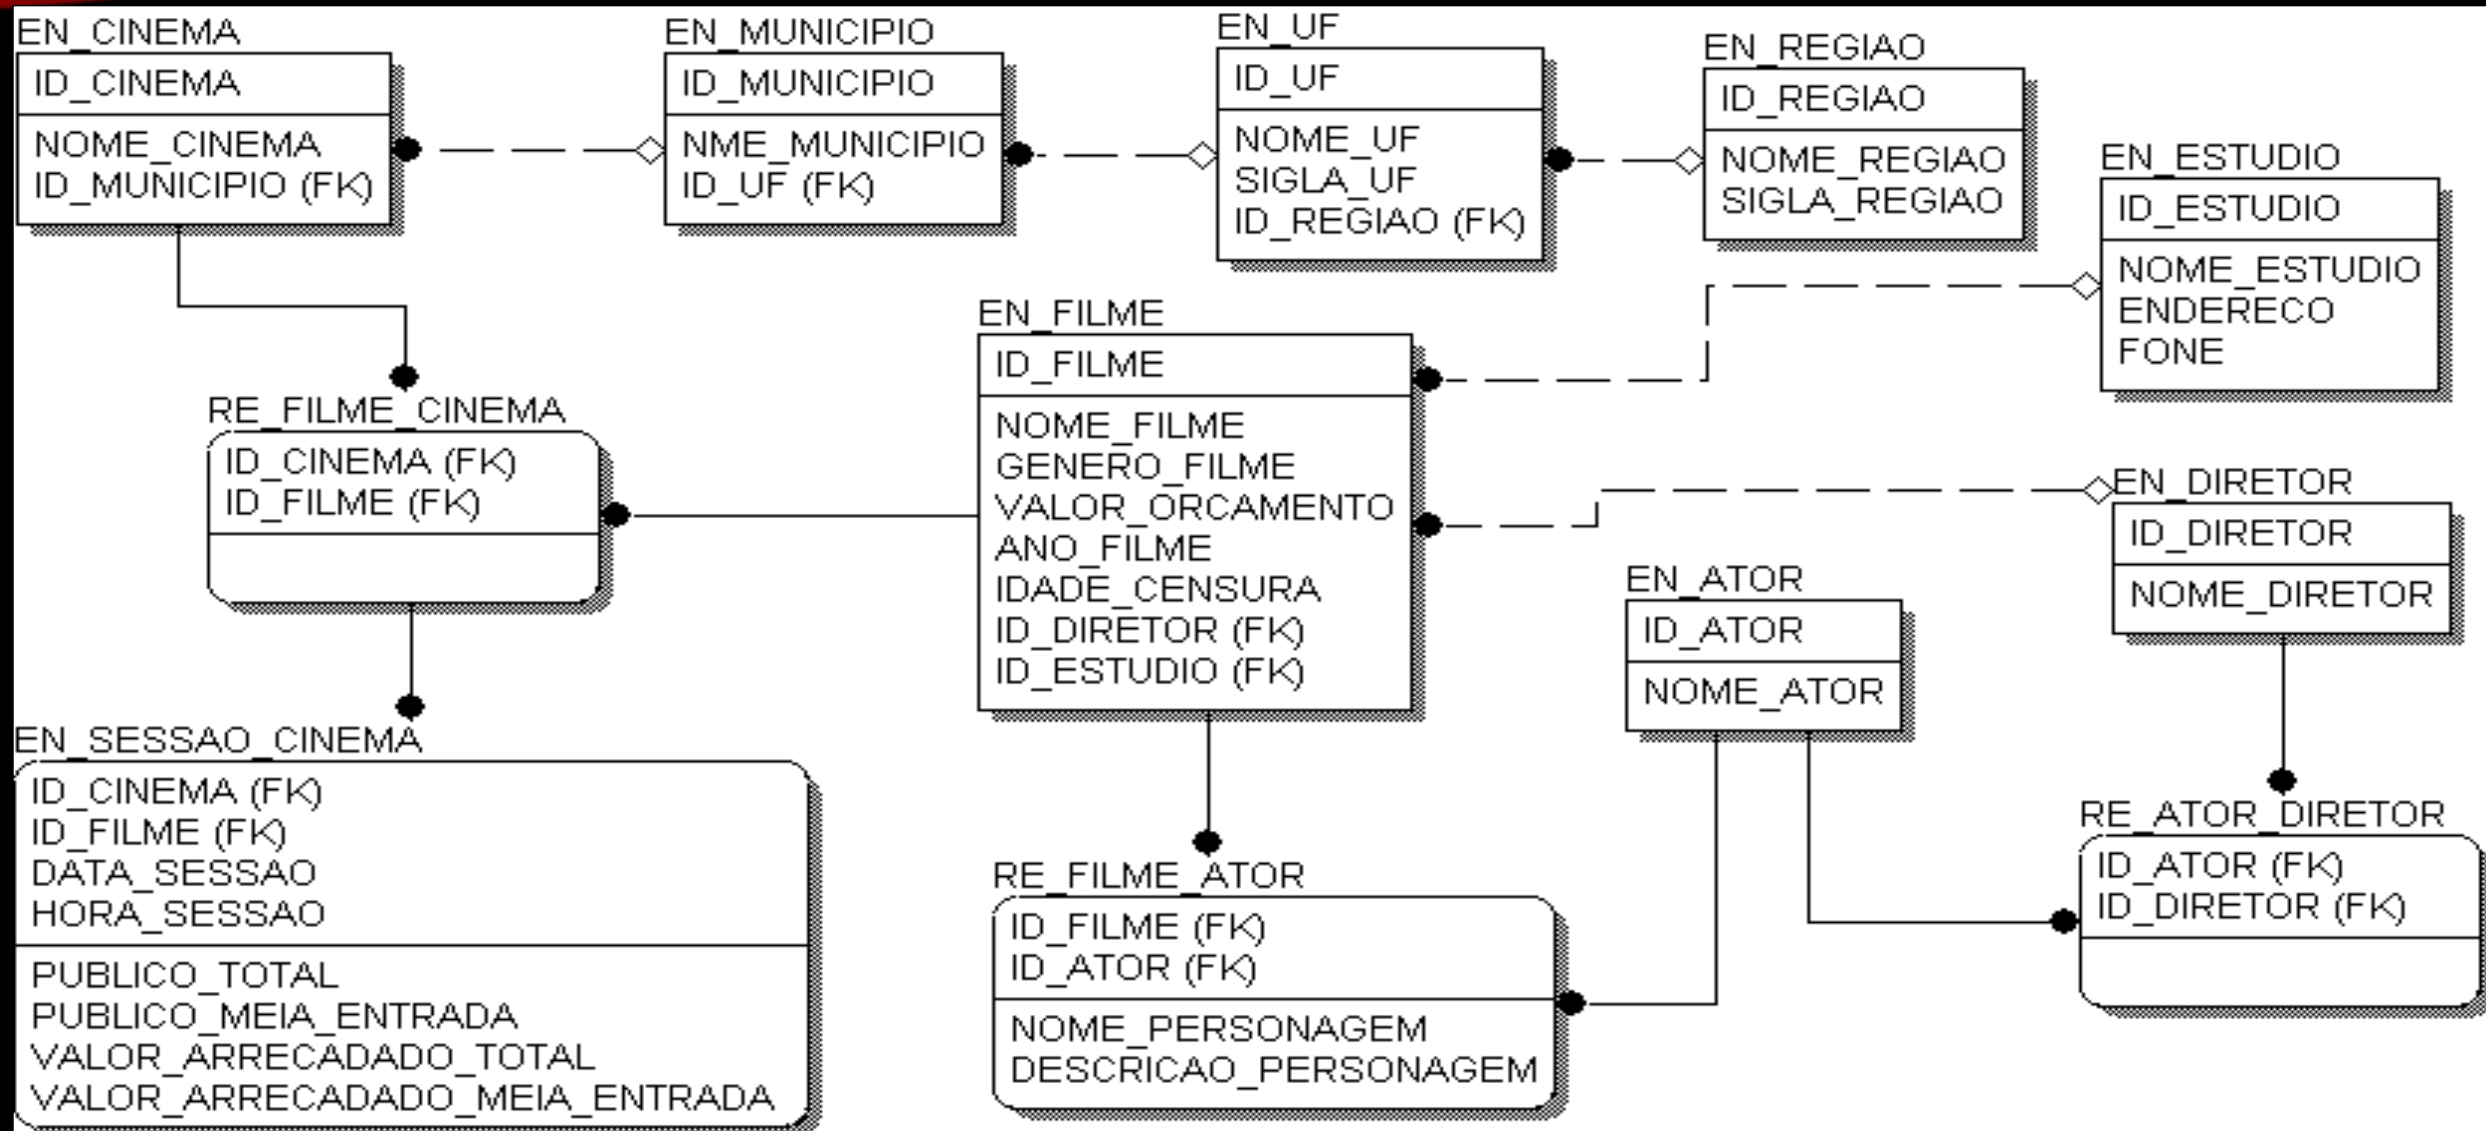 EN_CINEMA
ID_CINEMA
NOME_CINEMA
ID_MUNICIPIO (FK)
EN_MUNICIPIO
ID_MUNICIPIO
NME_MUNICIPIO
ID_UF (FK)
EN_UF
ID_UF
NOME_UF
SIGLA_UF
ID_REGIAO (FK)
EN_REGIAO
ID_REGIAO
NOME_REGIAO
SIGLA_REGIAO
EN_ESTUDIO
ID_ESTUDIO
NOME_ESTUDIO
ENDERECO
FONE
EN_FILME
ID_FILME
NOME_FILME
GENERO_FILME
VALOR_ORCAMENTO
ANO_FILME
IDADE_CENSURA
ID_DIRETOR (FK)
ID_ESTUDIO (FK)
RE_FILME_CINEMA
ID_CINEMA (FK)
ID_FILME (FK)
EN_DIRETOR
ID_DIRETOR
NOME_DIRETOR
EN_ATOR
ID_ATOR
NOME_ATOR
EN_SESSAO_CINEMA
ID_CINEMA (FK)
ID_FILME (FK)
DATA_SESSAO
HORA_SESSAO
PUBLICO_TOTAL
PUBLICO_MEIA_ENTRADA
VALOR_ARRECADADO_TOTAL
VALOR_ARRECADADO_MEIA_ENTRADA
RE_FILME_ATOR
ID_FILME (FK)
ID_ATOR (FK)
NOME_PERSONAGEM
DESCRICAO_PERSONAGEM
RE_ATOR_DIRETOR
ID_ATOR (FK)
ID_DIRETOR (FK)